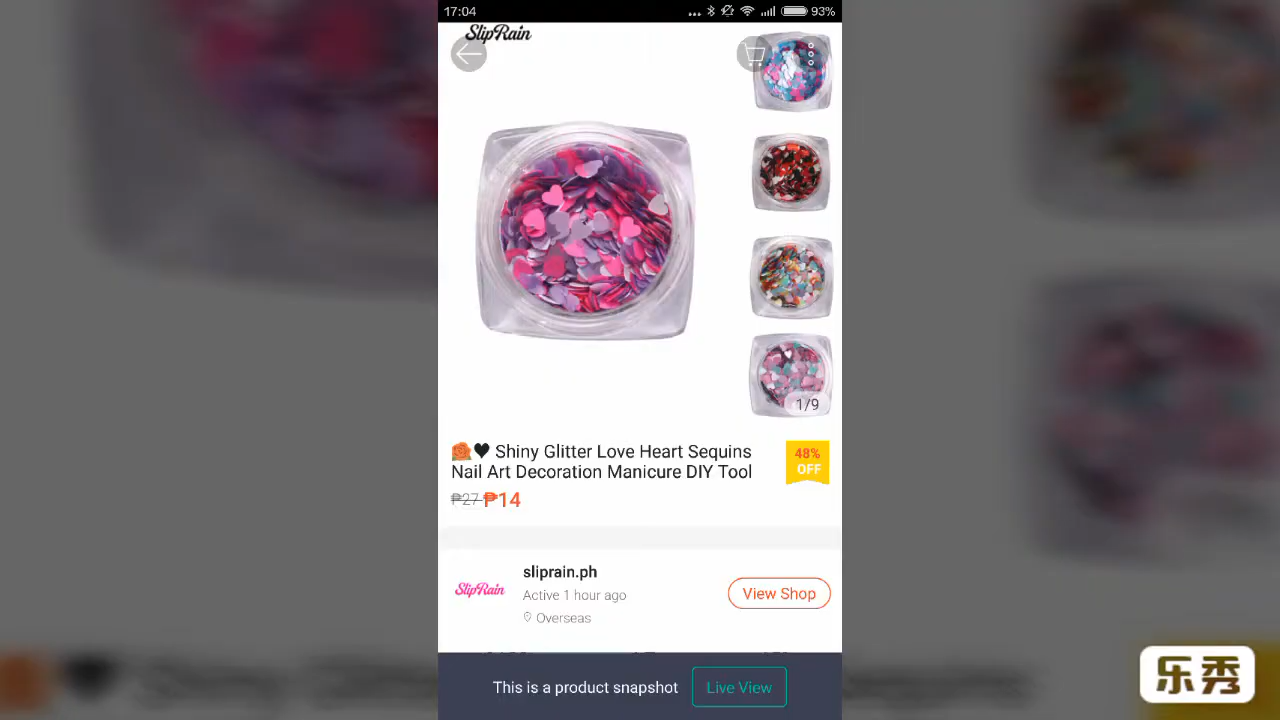 17:04
93%
SlipRain
1/9
Shiny Glitter Love Heart Sequins
Nail Art Decoration Manicure DIY Tool
48%
OFF
₱27 ₱14
SlipRain
sliprain.ph
Active 1 hour ago
Overseas
View Shop
This is a product snapshot
Live View
乐秀